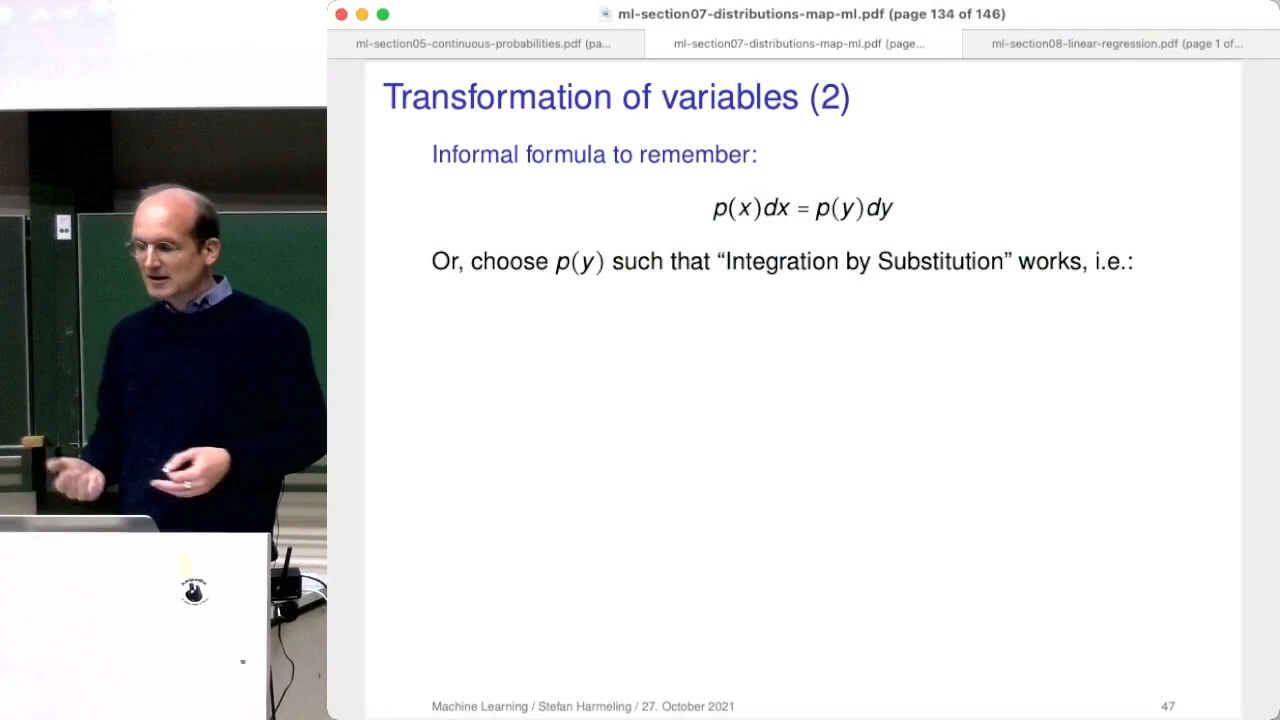 ml-section07-distributions-map-ml.pdf (page 134 of 146)
ml-section05-continuous-probabilities.pdf (pa...
ml-section07-distributions-map-ml.pdf (page...
ml-section08-linear-regression.pdf (page 1 of...
Transformation of variables (2)
Informal formula to remember:
p(x)dx = p(y)dy
Or, choose p(y) such that “Integration by Substitution” works, i.e.:
Machine Learning / Stefan Harmeling / 27. October 2021
47